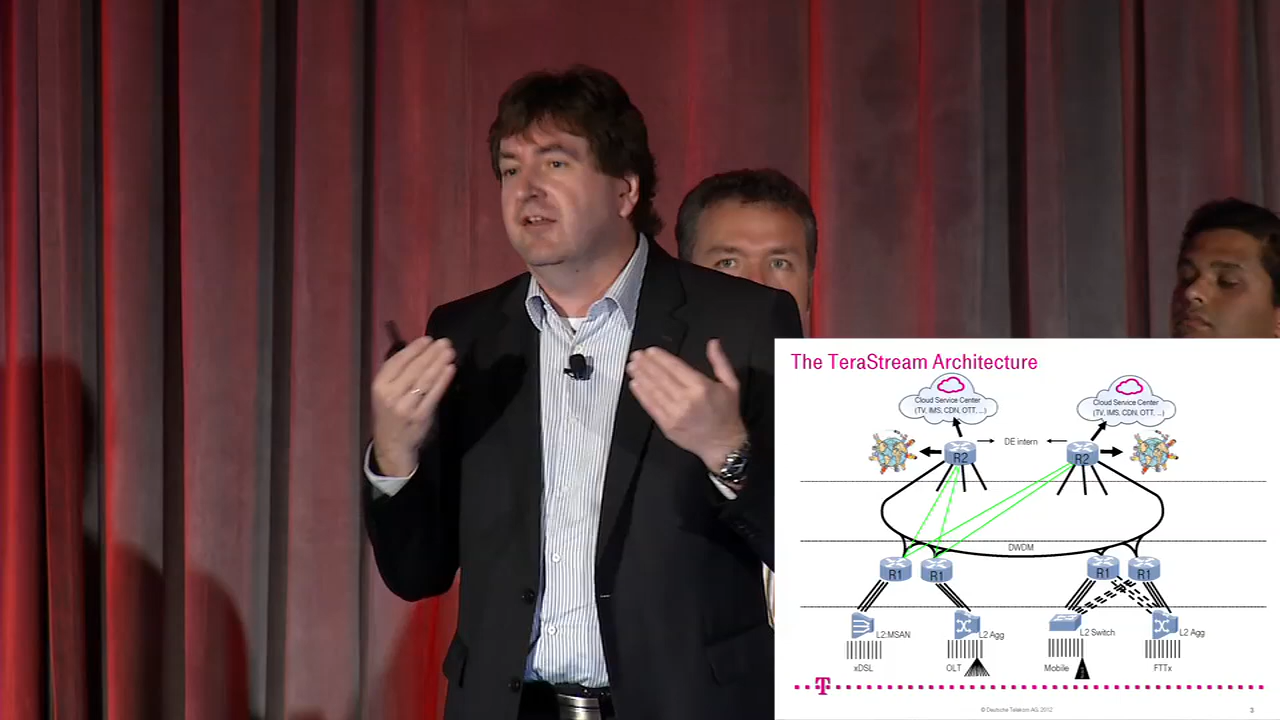 The TeraStream Architecture
Cloud Service Center
(TV, IMS, CDN, OTT, ...)
Cloud Service Center
(TV, IMS, CDN, OTT, ...)
R2
DE intern
R2
DWDM
R1
R1
R1
R1
L2:MSAN
L2 Agg
L2 Switch
L2 Agg
xDSL
OLT
Mobile
FTTx
T
© Deutsche Telekom AG, 2012
3